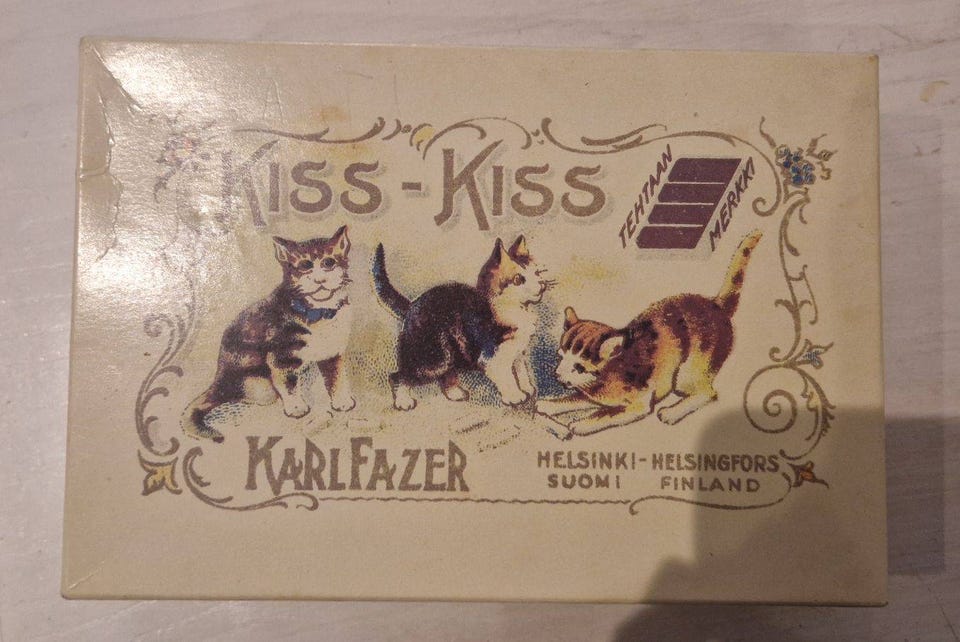 KISS-KISS
TEHTAAN
MERKKI
KARL FAZER
HELSINKI-HELSINGFORS
SUOMI FINLAND